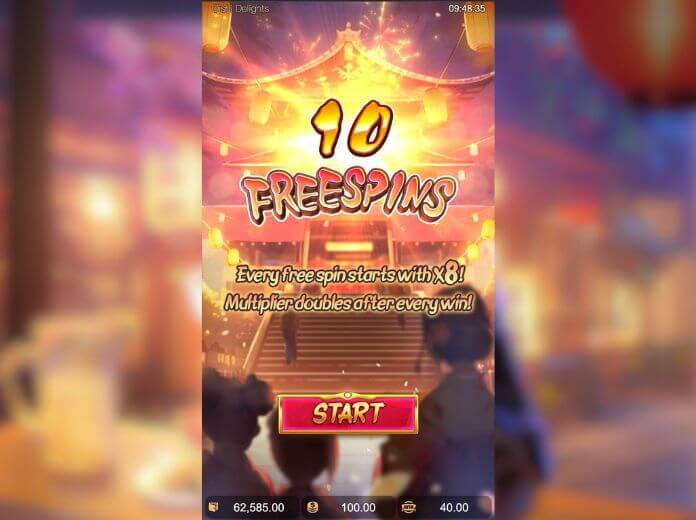 Delights
09:48:35
10
FREESPINS
Every free spin starts with x8!
Multiplier doubles after every win!
START
62,585.00
100.00
40.00